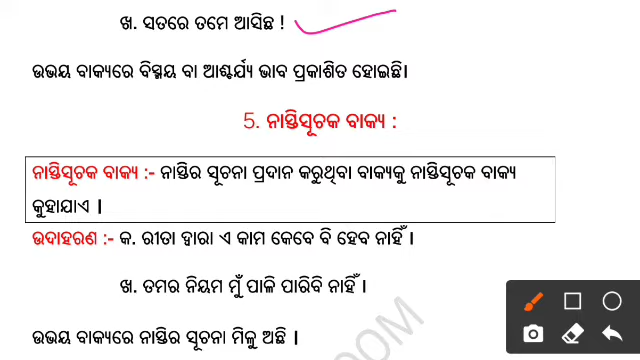 ଖ. ସତରେ ତମେ ଆସିଛ !
ଉଭୟ ବାକ୍ୟରେ ବିସ୍ମୟ ବା ଆଶ୍ଚର୍ଯ୍ୟ ଭାବ ପ୍ରକାଶିତ ହୋଇଛି।
5. ନାସ୍ତିସୂଚକ ବାକ୍ୟ :
ନାସ୍ତିସୂଚକ ବାକ୍ୟ :- ନାସ୍ତିର ସୂଚନା ପ୍ରଦାନ କରୁଥିବା ବାକ୍ୟକୁ ନାସ୍ତିସୂଚକ ବାକ୍ୟ
କୁହାଯାଏ ।
ଉଦାହରଣ :- କ. ରୀତା ଦ୍ୱାରା ଏ କାମ କେବେ ବି ହେବ ନାହିଁ ।
ଖ. ତମର ନିୟମ ମୁଁ ପାଳି ପାରିବି ନାହିଁ ।
ଉଭୟ ବାକ୍ୟରେ ନାସ୍ତିର ସୂଚନା ମିଳୁ ଅଛି ।